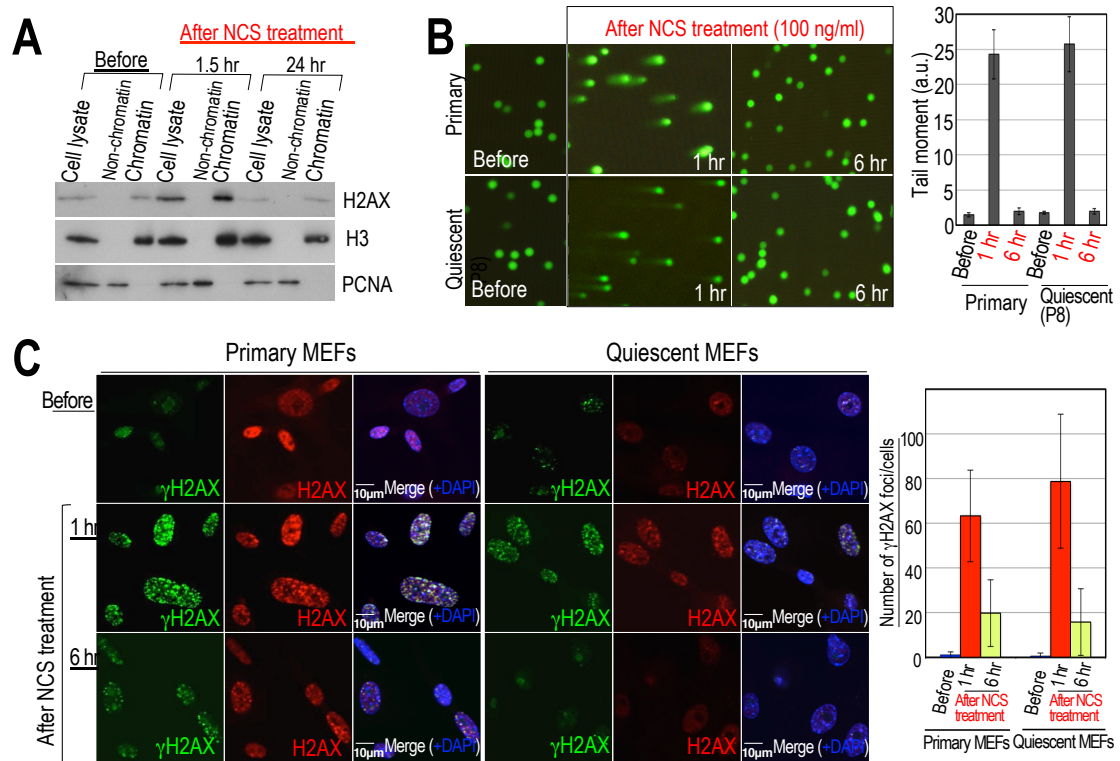 A
After NCS treatment
Before
1.5 hr
24 hr
Cell lysate
Non-chromatin
Chromatin
Cell lysate
Non-chromatin
Chromatin
Cell lysate
Non-chromatin
Chromatin
H2AX
H3
PCNA
B
After NCS treatment (100 ng/ml)
Primary
Before
1 hr
6 hr
Quiescent
(P8)
Before
1 hr
6 hr
Tail moment (a.u.)
30
25
20
15
10
5
0
Before
1 hr
6 hr
Before
1 hr
6 hr
Primary
Quiescent
(P8)
C
Primary MEFs
Quiescent MEFs
Before
γH2AX
H2AX
10μm
Merge (+DAPI)
γH2AX
H2AX
10μm
Merge (+DAPI)
After NCS treatment
1 hr
γH2AX
H2AX
10μm
Merge (+DAPI)
γH2AX
H2AX
10μm
Merge (+DAPI)
6 hr
γH2AX
H2AX
10μm
Merge (+DAPI)
γH2AX
H2AX
10μm
Merge (+DAPI)
Number of γH2AX foci/cells
100
80
60
40
20
0
Before
1 hr
6 hr
Before
1 hr
6 hr
After NCS
treatment
After NCS
treatment
Primary MEFs
Quiescent MEFs